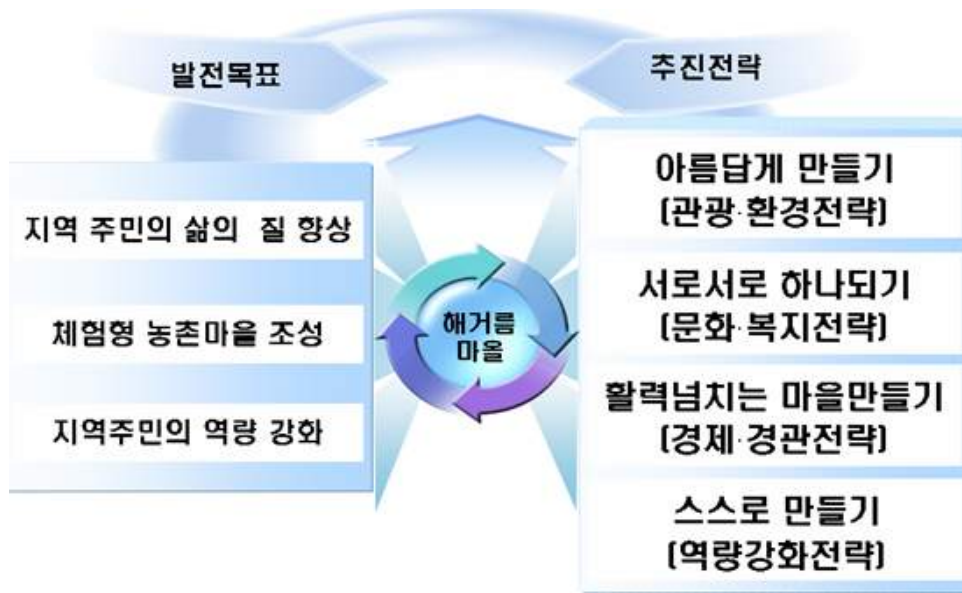 발전목표
추진전략
지역 주민의 삶의 질 향상
체험형 농촌마을 조성
지역주민의 역량 강화
해거름
마을
아름답게 만들기
(관광·환경전략)
서로서로 하나되기
(문화·복지전략)
활력넘치는 마을만들기
(경제·경관전략)
스스로 만들기
(역량강화전략)